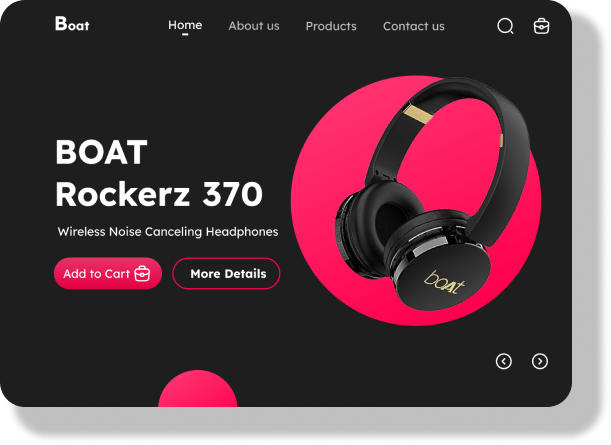 Boat
Home
About us
Products
Contact us
BOAT
Rockerz 370
Wireless Noise Canceling Headphones
Add to Cart
More Details
boAt